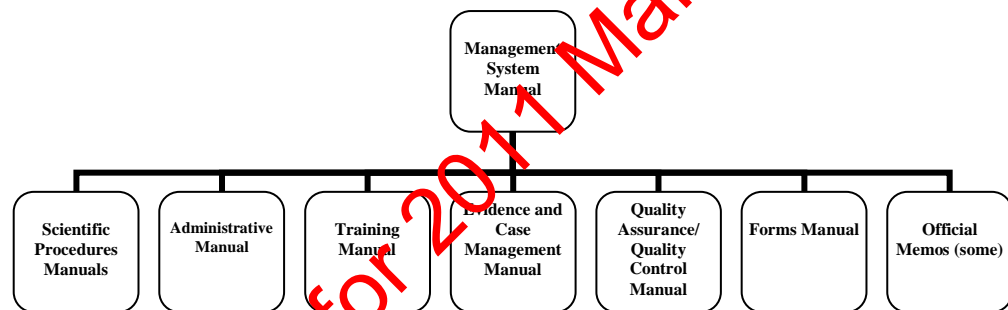 Management
System
Manual
Scientific
Procedures
Manuals
Administrative
Manual
Training
Manual
Evidence and
Case
Management
Manual
Quality
Assurance/
Quality
Control
Manual
Forms Manual
Official
Memos (some)
for 2011 Ma